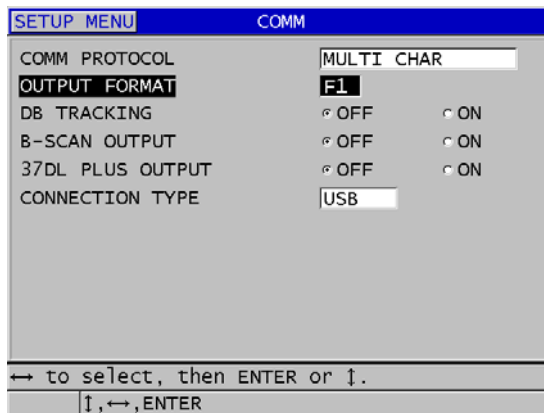 SETUP MENU COMM
COMM PROTOCOL MULTI CHAR
OUTPUT FORMAT F1
DB TRACKING OFF ON
B-SCAN OUTPUT OFF ON
37DL PLUS OUTPUT OFF ON
CONNECTION TYPE USB
↔ to select, then ENTER or ↕.
↕,↔,ENTER